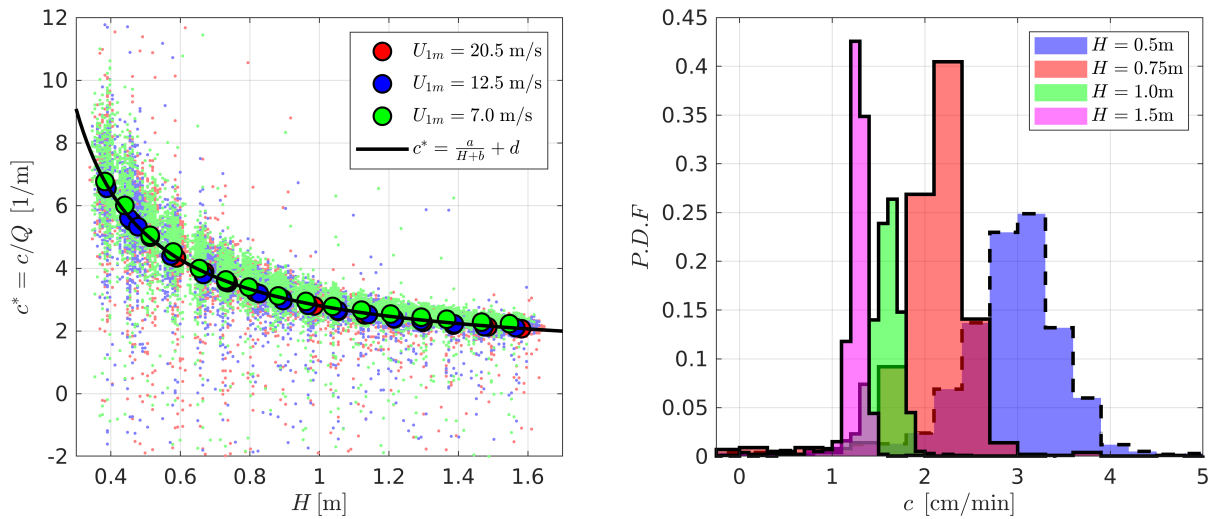 12
10
8
6
4
2
0
-2
0.4
0.6
0.8
1
1.2
1.4
1.6
H [m]
c* = c/Q [1/m]
U1m = 20.5 m/s
U1m = 12.5 m/s
U1m = 7.0 m/s
c* = a/(H+b) + d
0.45
0.4
0.35
0.3
0.25
0.2
0.15
0.1
0.05
0
0
1
2
3
4
5
c [cm/min]
P.D.F
H = 0.5m
H = 0.75m
H = 1.0m
H = 1.5m